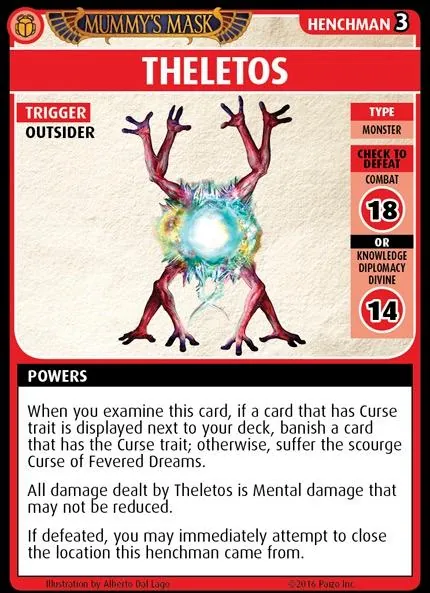 MUMMY'S MASK
HENCHMAN 3
THELETOS
TRIGGER
OUTSIDER
TYPE
MONSTER
CHECK TO
DEFEAT
COMBAT
18
OR
KNOWLEDGE
DIPLOMACY
DIVINE
14
POWERS
When you examine this card, if a card that has Curse
trait is displayed next to your deck, banish a card
that has the Curse trait; otherwise, suffer the scourge
Curse of Fevered Dreams.
All damage dealt by Theletos is Mental damage that
may not be reduced.
If defeated, you may immediately attempt to close
the location this henchman came from.
Illustration by Alberto Dal Lago
©2016 Paizo Inc.